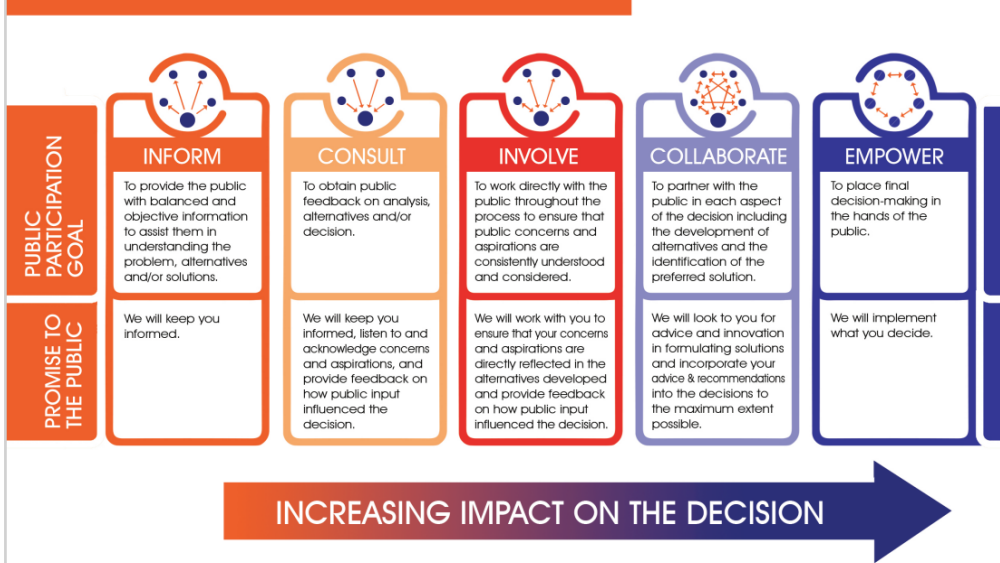 INFORM
CONSULT
INVOLVE
COLLABORATE
EMPOWER
PUBLIC
PARTICIPATION
GOAL
To provide the public
with balanced and
objective information
to assist them in
understanding the
problem, alternatives
and/or solutions.
To obtain public
feedback on analysis,
alternatives and/or
decision.
To work directly with the
public throughout the
process to ensure that
public concerns and
aspirations are
consistently understood
and considered.
To partner with the
public in each aspect
of the decision including
the development of
alternatives and the
identification of the
preferred solution.
To place final
decision-making in
the hands of the
public.
PROMISE TO
THE PUBLIC
We will keep you
informed.
We will keep you
informed, listen to and
acknowledge concerns
and aspirations, and
provide feedback on
how public input
influenced the
decision.
We will work with you to
ensure that your concerns
and aspirations are
directly reflected in the
alternatives developed
and provide feedback
on how public input
influenced the decision.
We will look to you for
advice and innovation
in formulating solutions
and incorporate your
advice & recommendations
into the decisions to
the maximum extent
possible.
We will implement
what you decide.
INCREASING IMPACT ON THE DECISION